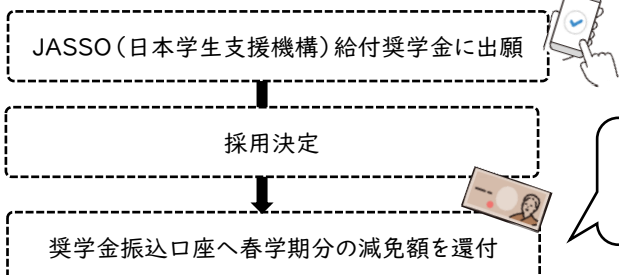 JASSO（日本学生支援機構）給付奨学金に出願
採用決定
奨学金振込口座へ春学期分の減免額を還付